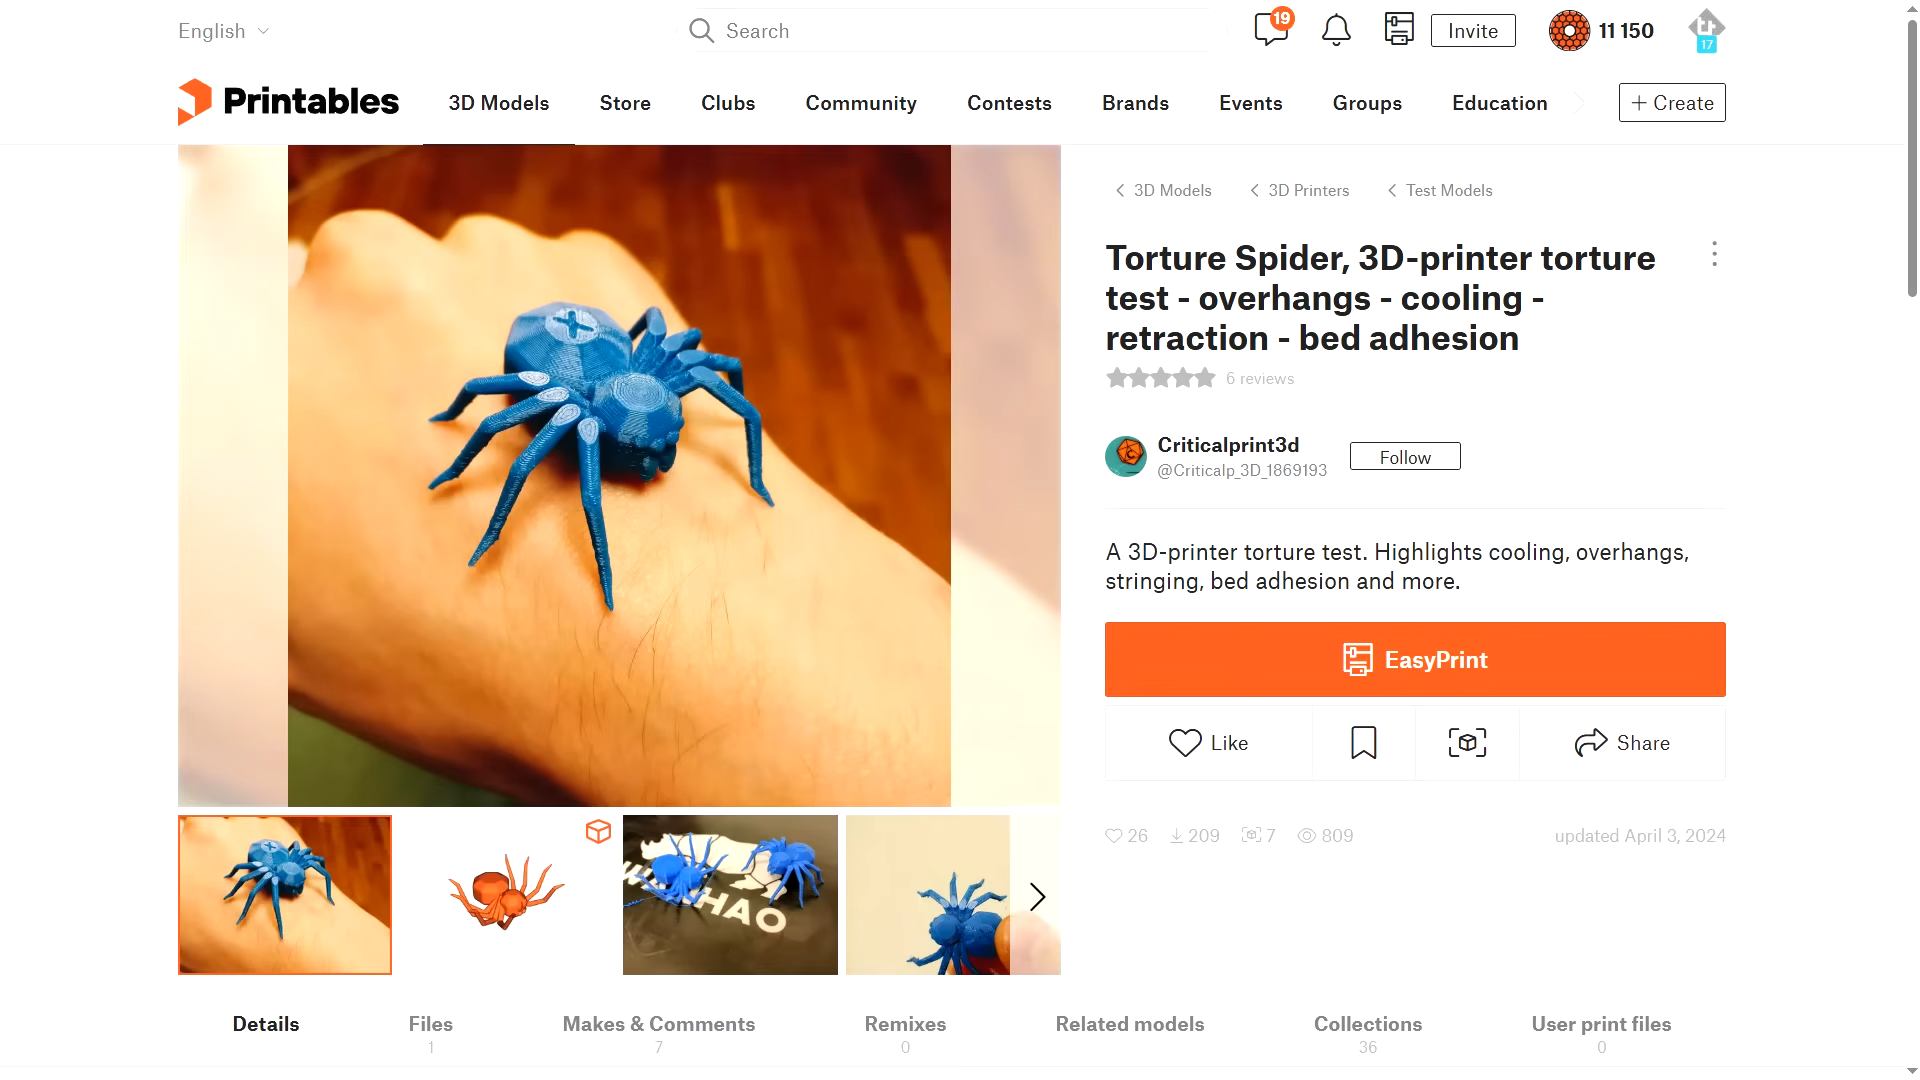 English
Search
19
Invite
11 150
17
Printables
3D Models
Store
Clubs
Community
Contests
Brands
Events
Groups
Education
+ Create
3D Models
3D Printers
Test Models
Torture Spider, 3D-printer torture
test - overhangs - cooling -
retraction - bed adhesion
6 reviews
Criticalprint3d
@Criticalp_3D_1869193
Follow
A 3D-printer torture test. Highlights cooling, overhangs,
stringing, bed adhesion and more.
EasyPrint
Like
Share
26
209
7
809
updated April 3, 2024
HAO
Details
Files
1
Makes & Comments
7
Remixes
0
Related models
Collections
36
User print files
0